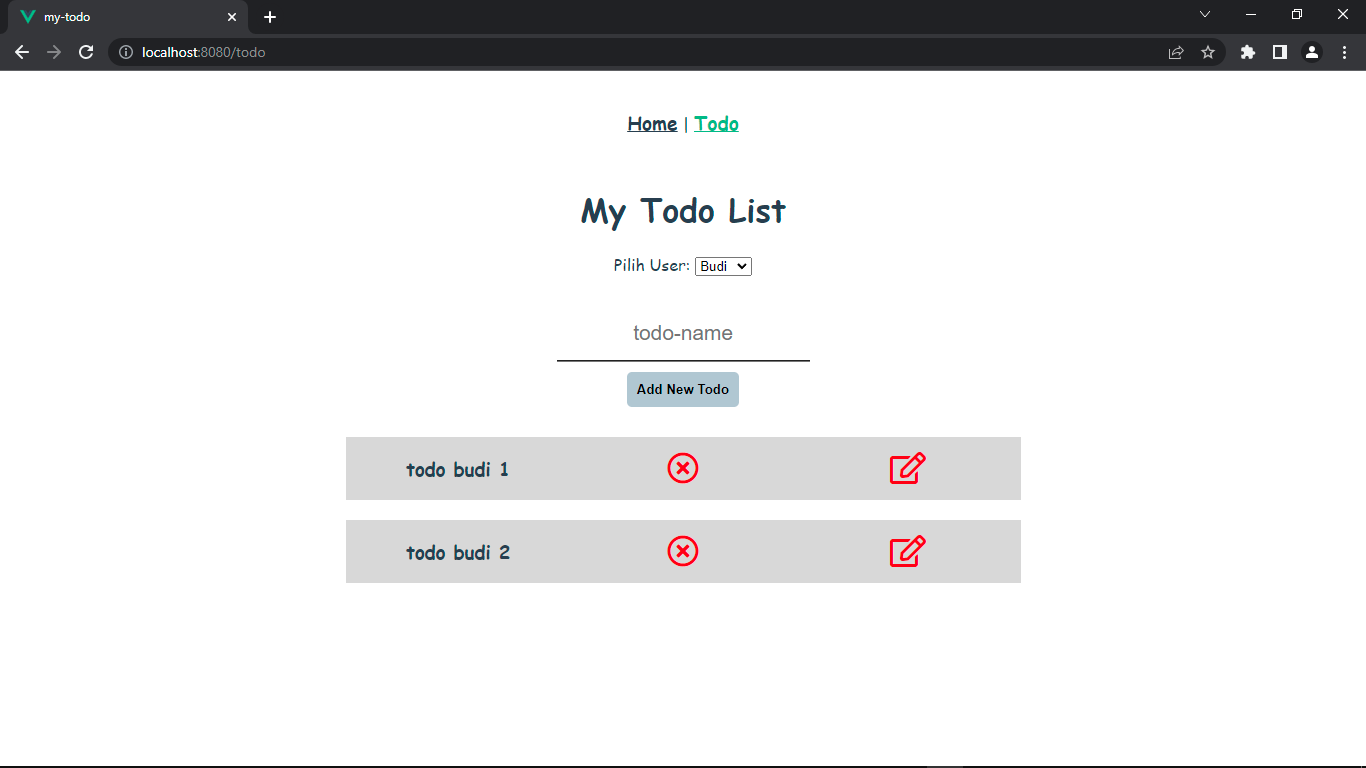 my-todo
localhost:8080/todo
Home | Todo
My Todo List
Pilih User: Budi
todo-name
Add New Todo
todo budi 1
todo budi 2